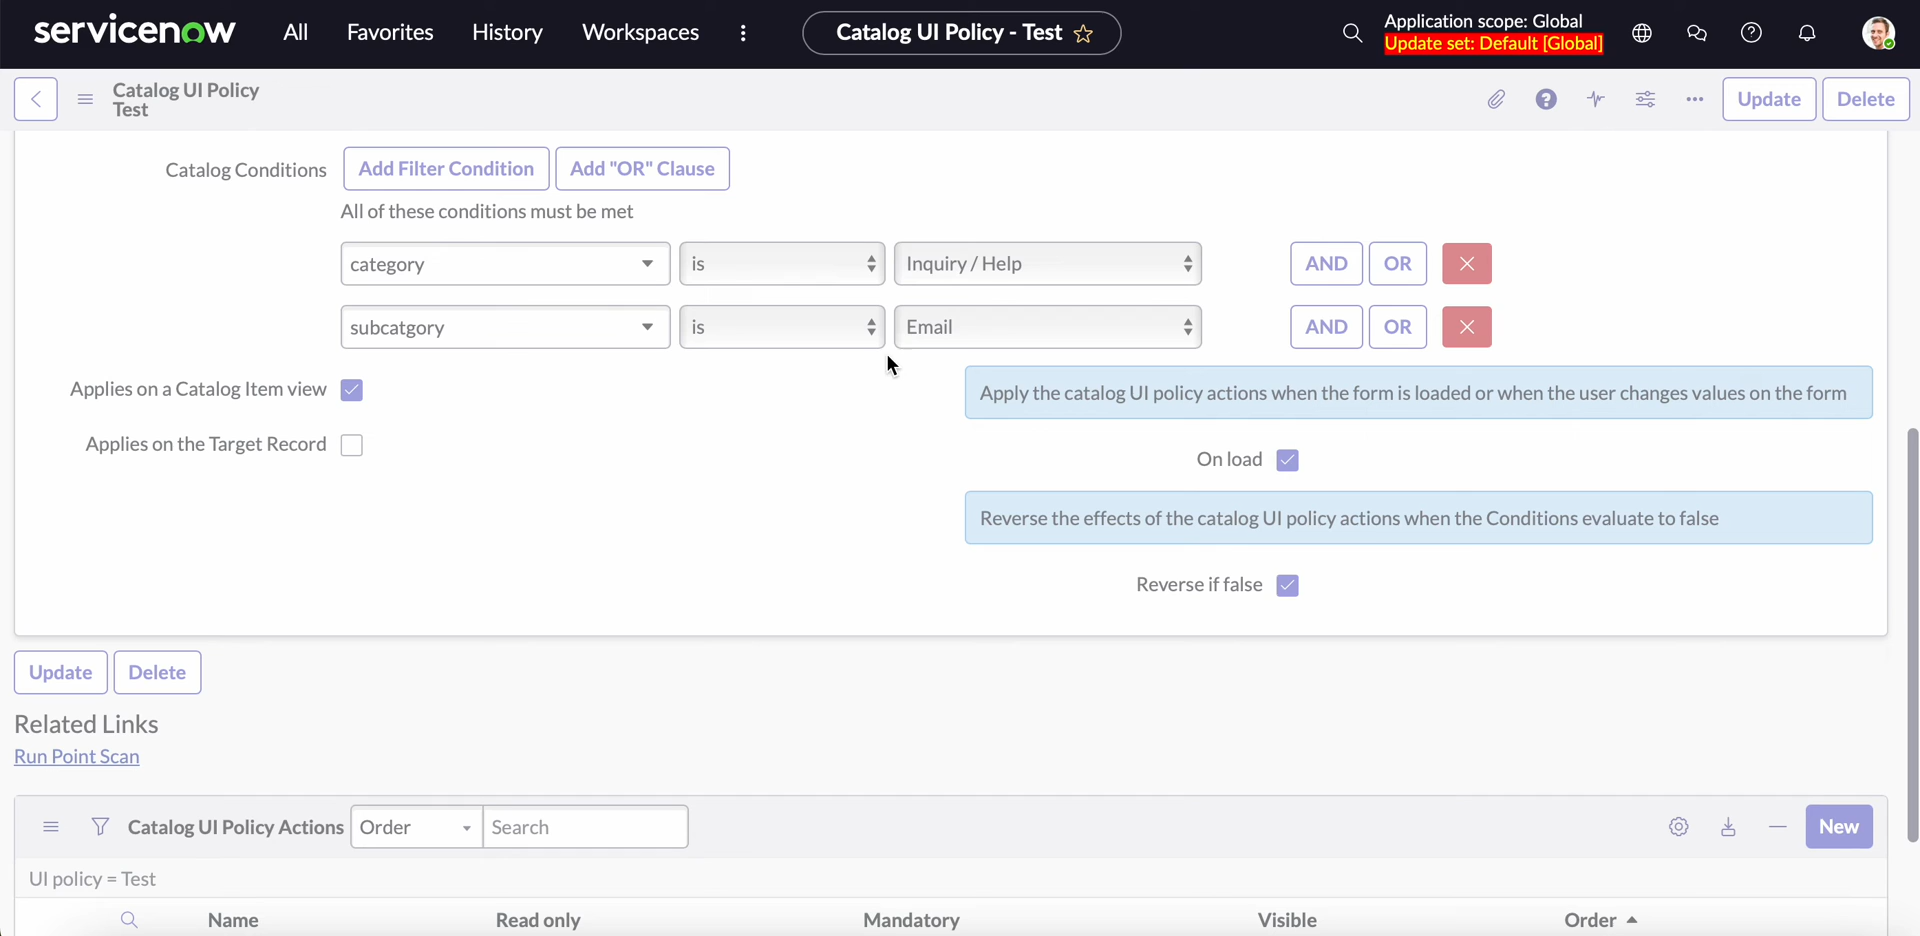 servicenow All Favorites History Workspaces Catalog UI Policy - Test Application scope: Global
Update set: Default [Global]
Catalog UI Policy
Test
Update Delete
Catalog Conditions Add Filter Condition Add "OR" Clause
All of these conditions must be met
category is Inquiry / Help AND OR
subcatgory is Email AND OR
Applies on a Catalog Item view
Apply the catalog UI policy actions when the form is loaded or when the user changes values on the form
Applies on the Target Record
On load
Reverse the effects of the catalog UI policy actions when the Conditions evaluate to false
Reverse if false
Update Delete
Related Links
Run Point Scan
Catalog UI Policy Actions Order Search New
UI policy = Test
Name Read only Mandatory Visible Order